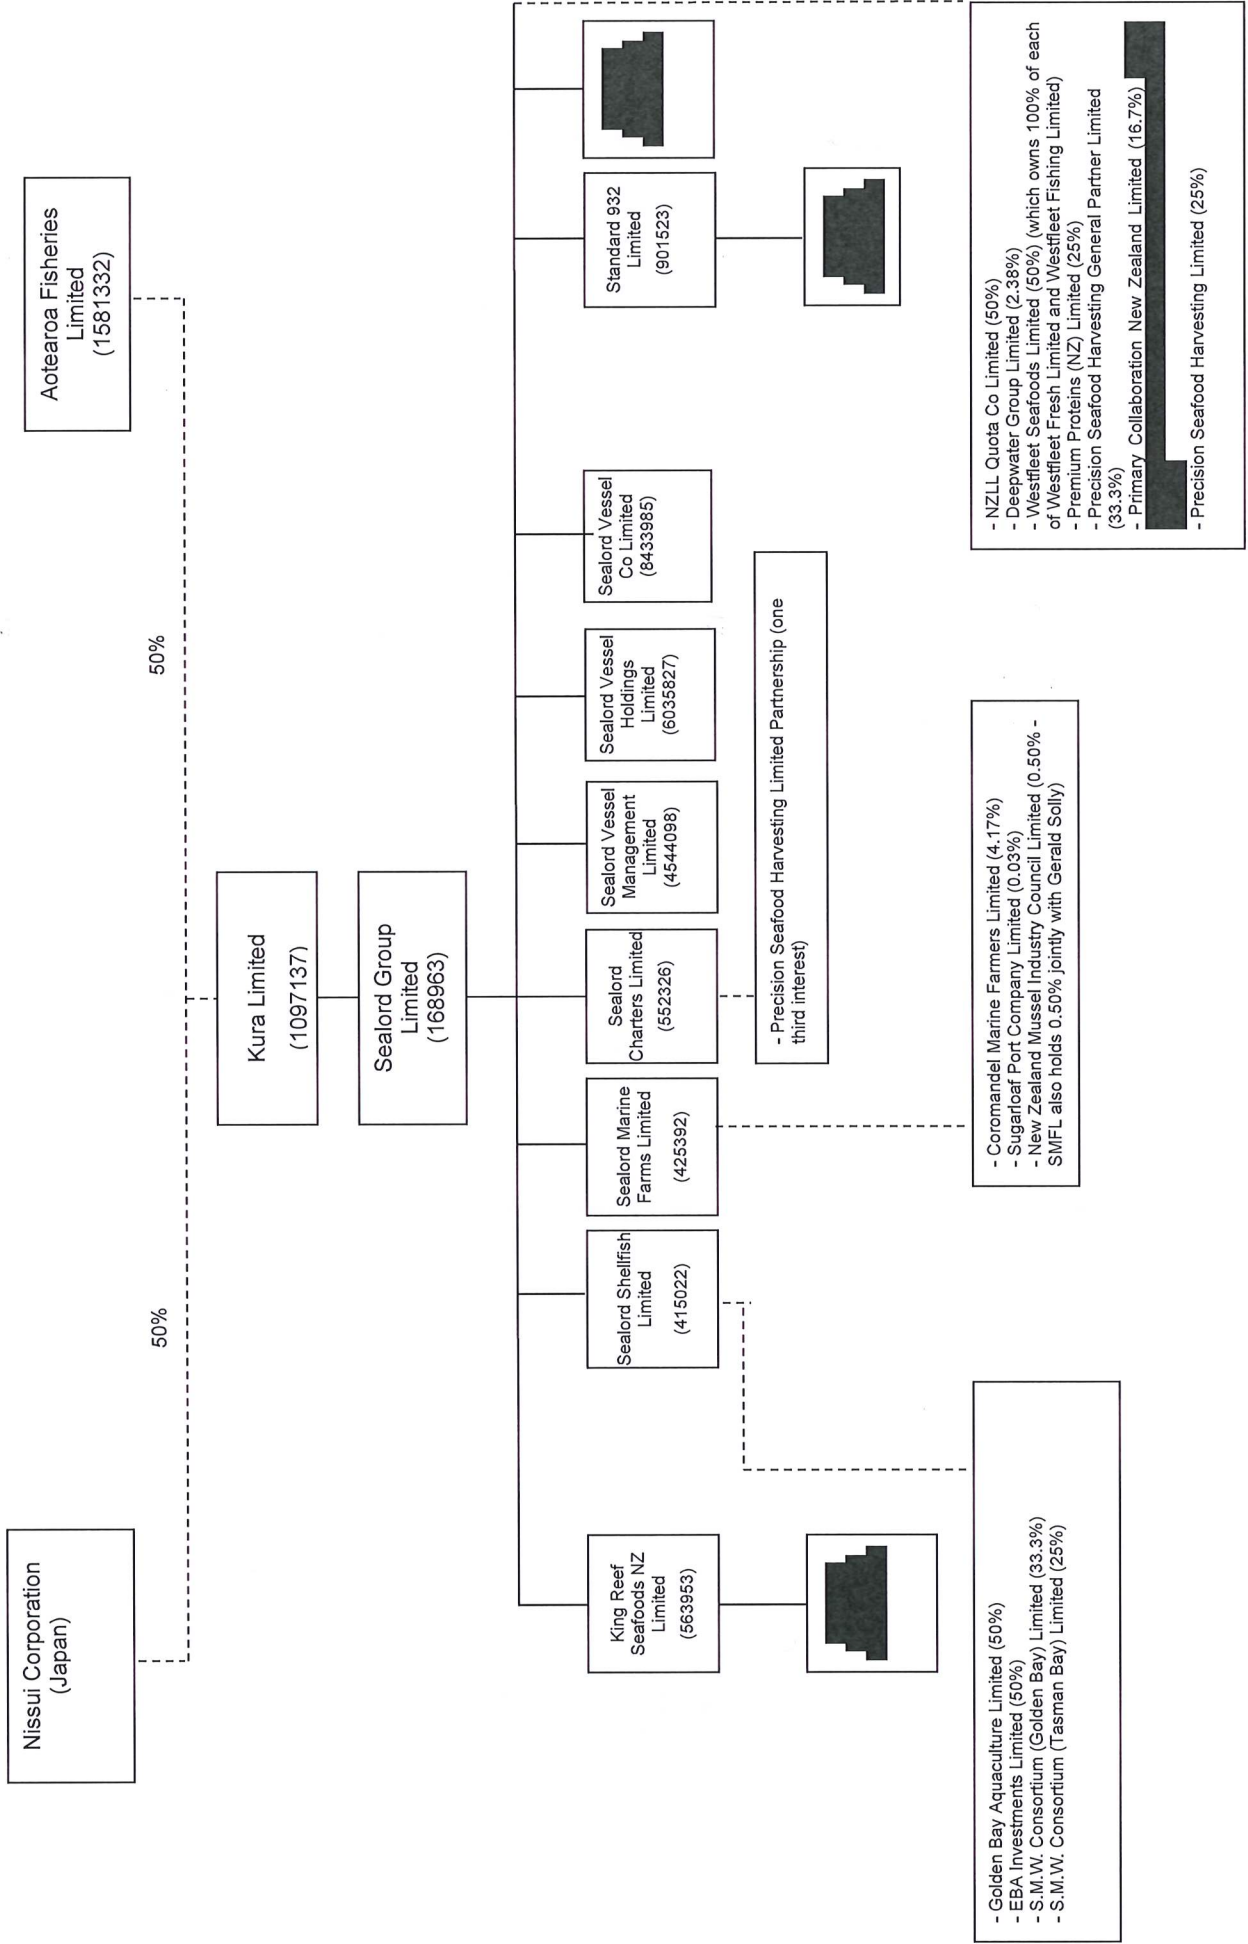 Nissui Corporation
(Japan)
Aotearoa Fisheries
Limited
(1581332)
50%
50%
Kura Limited
(1097137)
Sealord Group
Limited
(168963)
King Reef
Seafoods NZ
Limited
(563953)
Sealord Shellfish
Limited
(415022)
Sealord Marine
Farms Limited
(425392)
Sealord
Charters Limited
(552326)
Sealord Vessel
Management
Limited
(4544098)
Sealord Vessel
Holdings
Limited
(6035827)
Sealord Vessel
Co Limited
(8433985)
Standard 932
Limited
(901523)
- Precision Seafood Harvesting Limited Partnership (one
third interest)
- Golden Bay Aquaculture Limited (50%)
- EBA Investments Limited (50%)
- S.M.W. Consortium (Golden Bay) Limited (33.3%)
- S.M.W. Consortium (Tasman Bay) Limited (25%)
- Coromandel Marine Farmers Limited (4.17%)
- Sugarloaf Port Company Limited (0.03%)
- New Zealand Mussel Industry Council Limited (0.50% -
SMFL also holds 0.50% jointly with Gerald Solly)
- NZLL Quota Co Limited (50%)
- Deepwater Group Limited (2.38%)
- Westfleet Seafoods Limited (50%) (which owns 100% of each
of Westfleet Fresh Limited and Westfleet Fishing Limited)
- Premium Proteins (NZ) Limited (25%)
- Precision Seafood Harvesting General Partner Limited
(33.3%)
- Primary Collaboration New Zealand Limited (16.7%)
- Precision Seafood Harvesting Limited (25%)